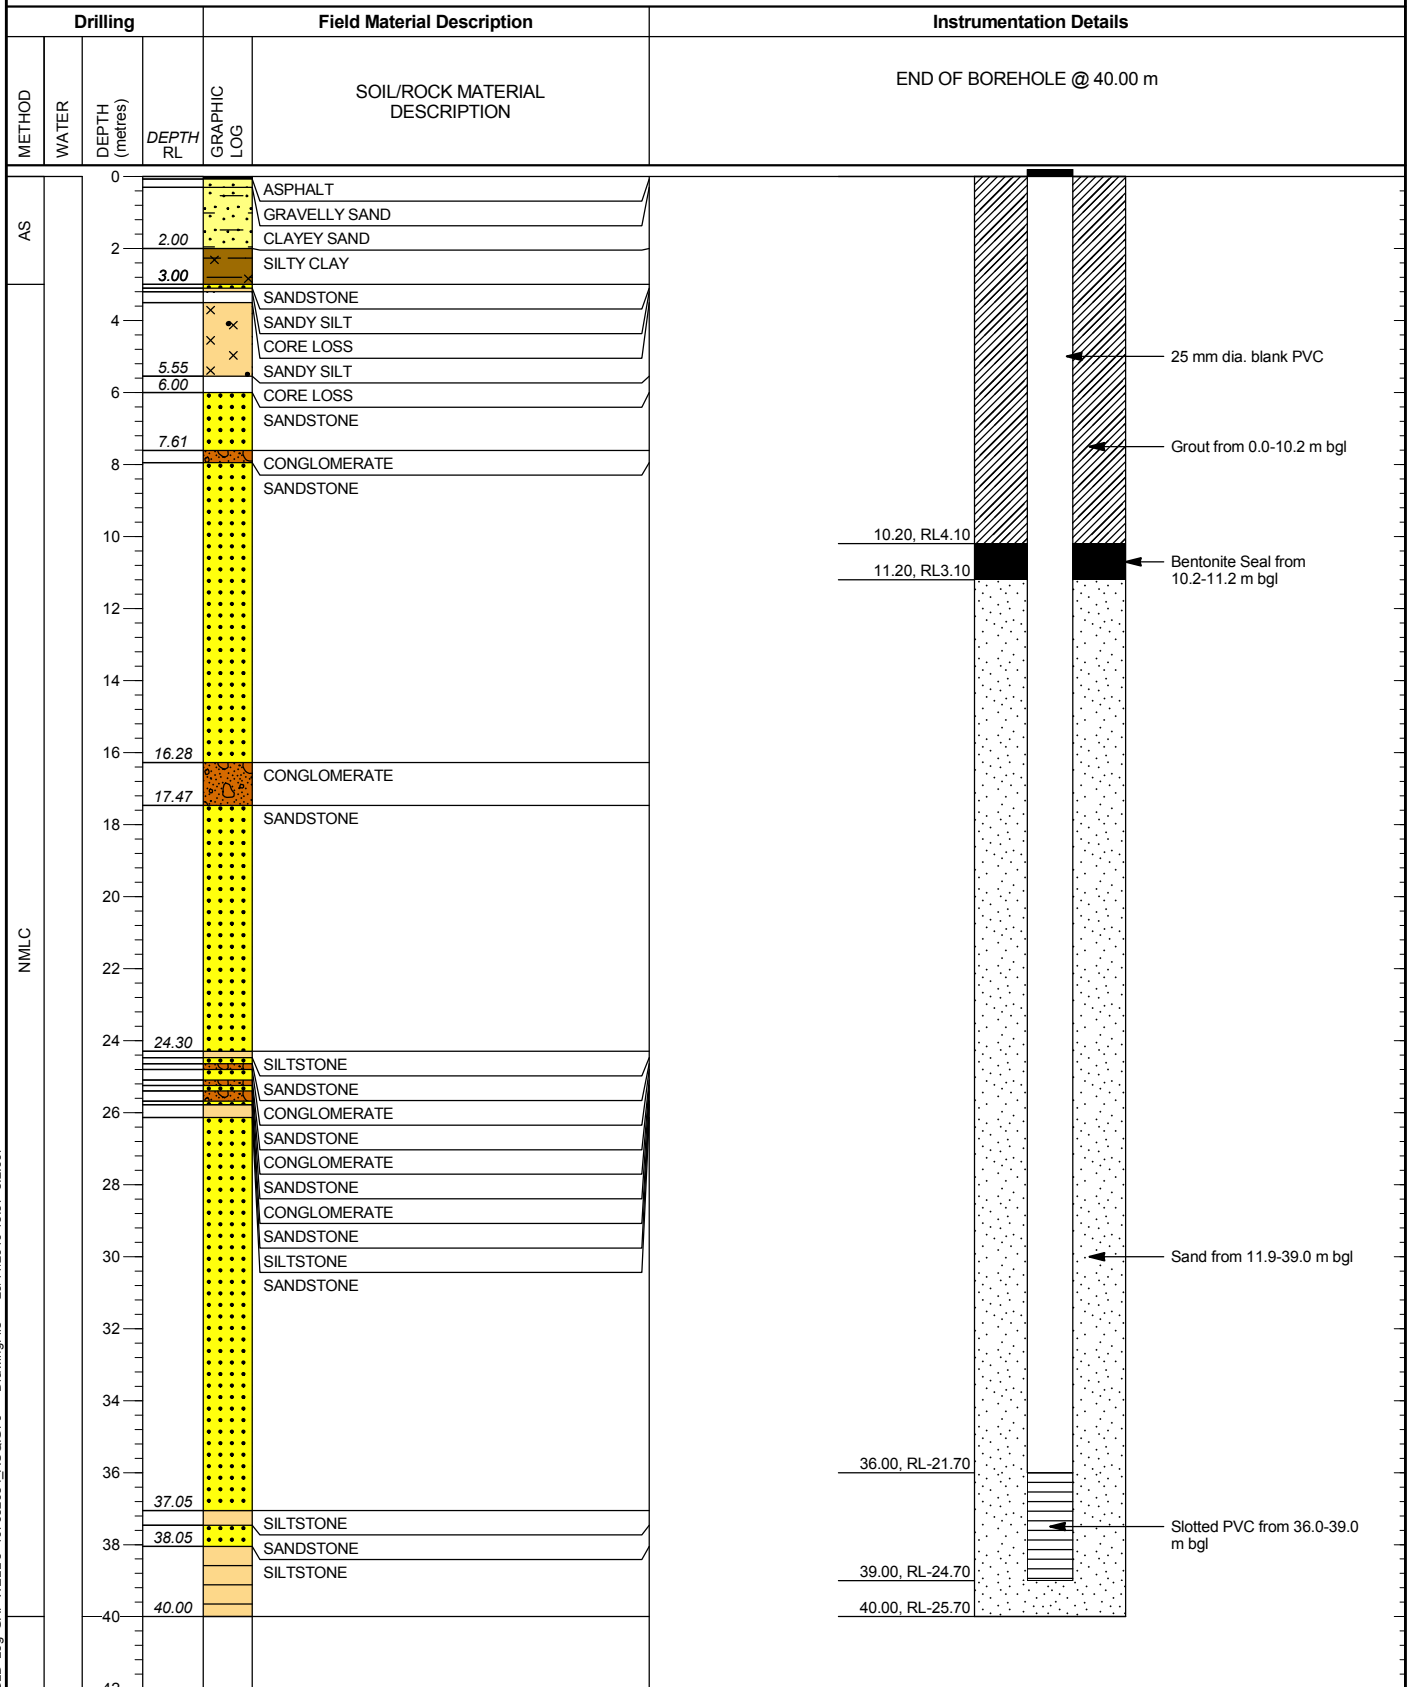 Drilling
Field Material Description
Instrumentation Details
METHOD
WATER
DEPTH
(metres)
DEPTH
RL
GRAPHIC
LOG
SOIL/ROCK MATERIAL
DESCRIPTION
END OF BOREHOLE @ 40.00 m
AS
NMLC
0
2
4
6
8
10
12
14
16
18
20
22
24
26
28
30
32
34
36
38
40
2.00
3.00
5.55
6.00
7.61
16.28
17.47
24.30
37.05
38.05
40.00
ASPHALT
GRAVELLY SAND
CLAYEY SAND
SILTY CLAY
SANDSTONE
SANDY SILT
CORE LOSS
SANDY SILT
CORE LOSS
SANDSTONE
CONGLOMERATE
SANDSTONE
CONGLOMERATE
SANDSTONE
SILTSTONE
SANDSTONE
CONGLOMERATE
SANDSTONE
CONGLOMERATE
SANDSTONE
CONGLOMERATE
SANDSTONE
SILTSTONE
SANDSTONE
SILTSTONE
SANDSTONE
SILTSTONE
10.20, RL4.10
11.20, RL3.10
36.00, RL-21.70
39.00, RL-24.70
40.00, RL-25.70
25 mm dia. blank PVC
Grout from 0.0-10.2 m bgl
Bentonite Seal from
10.2-11.2 m bgl
Sand from 11.9-39.0 m bgl
Slotted PVC from 36.0-39.0
m bgl